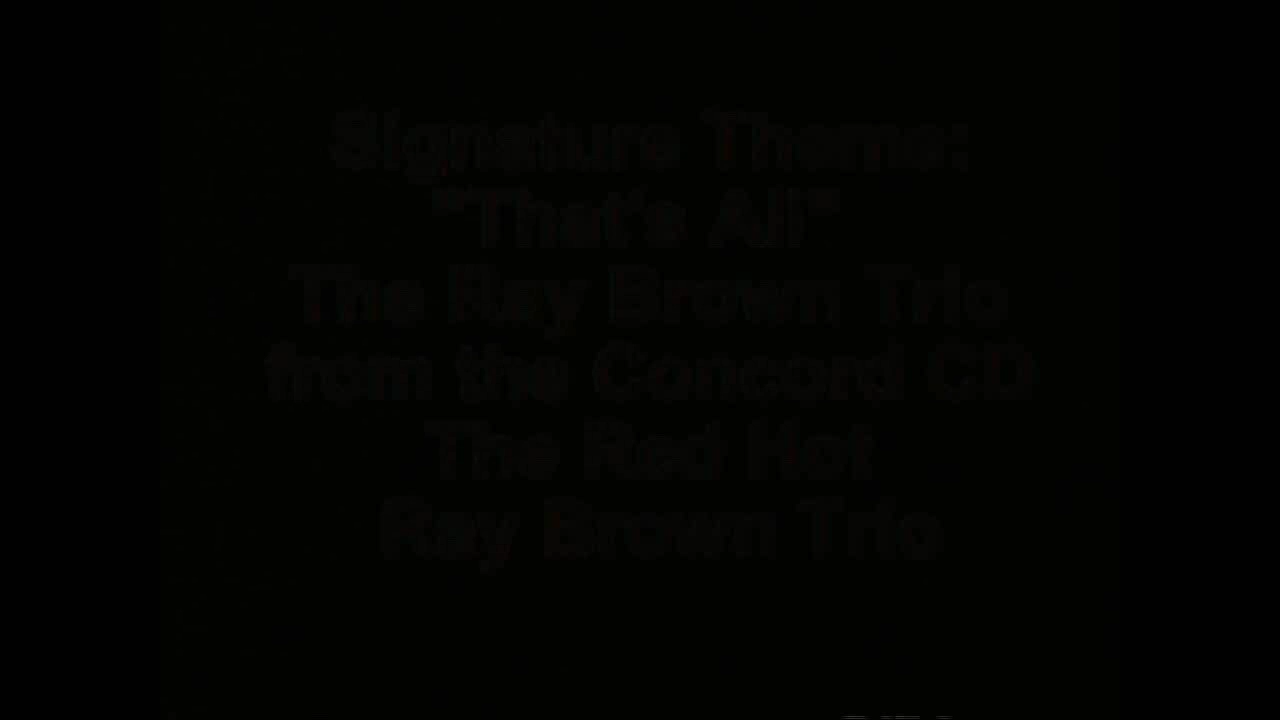 Signature Theme:
"That's All"
The Ray Brown Trio
from the Concord CD
The Red Hot
Ray Brown Trio